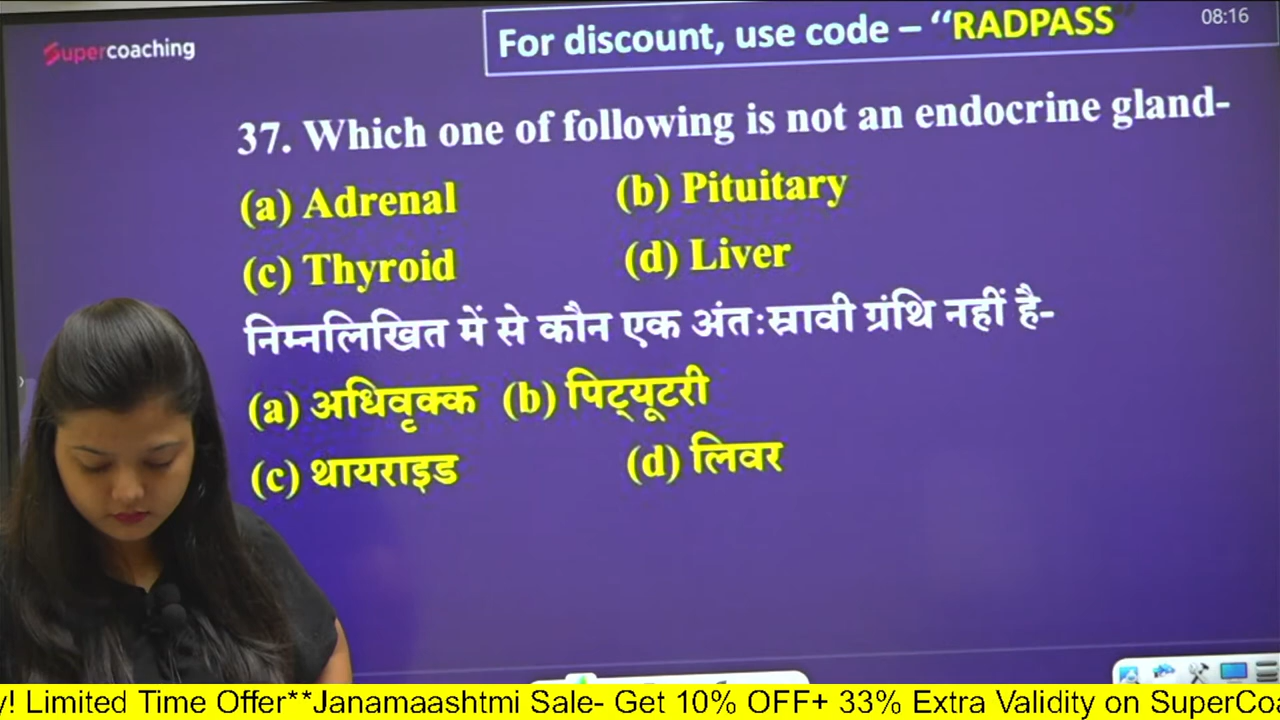 Supercoaching
For discount, use code – “RADPASS”
08:16
37. Which one of following is not an endocrine gland-
(a) Adrenal (b) Pituitary
(c) Thyroid (d) Liver
निम्नलिखित में से कौन एक अंतःस्रावी ग्रंथि नहीं है-
(a) अधिवृक्क (b) पिट्यूटरी
(c) थायराइड (d) लिवर
y! Limited Time Offer**Janamaashtmi Sale- Get 10% OFF+ 33% Extra Validity on SuperCoa